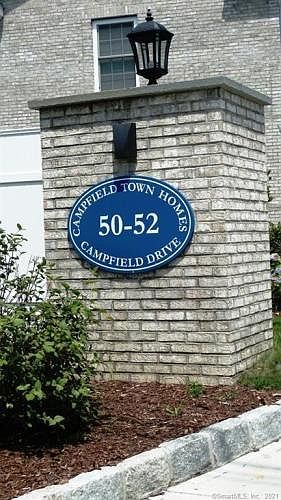 CAMPFIELD TOWN HOMES
50-52
CAMPFIELD DRIVE
©SmartMLS Inc 2021